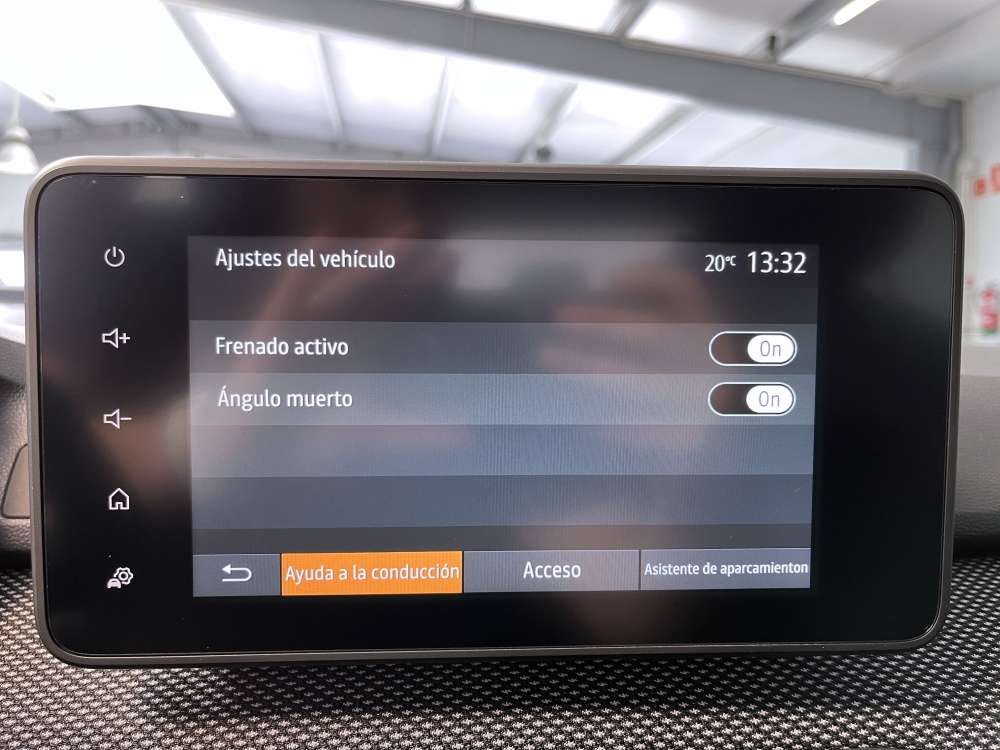 Ajustes del vehículo
20°C 13:32
Frenado activo On
Ángulo muerto On
Ayuda a la conducción Acceso Asistente de aparcamienton